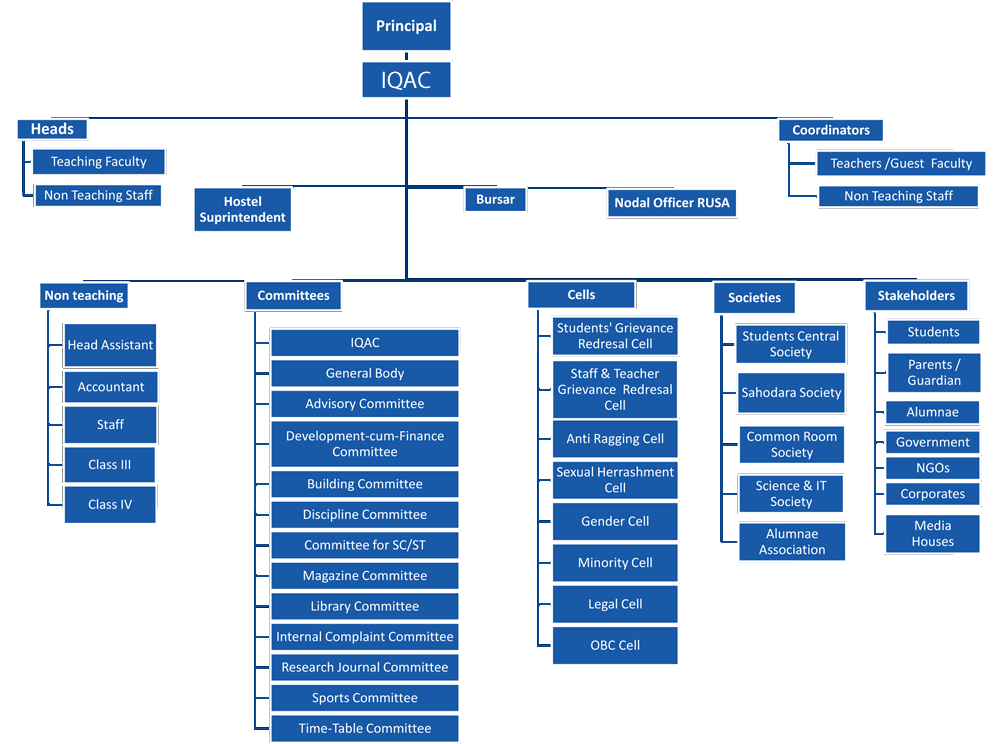 Principal
IQAC
Heads
Teaching Faculty
Non Teaching Staff
Coordinators
Teachers /Guest Faculty
Non Teaching Staff
Hostel
Suprintendent
Bursar
Nodal Officer RUSA
Non teaching
Head Assistant
Accountant
Staff
Class III
Class IV
Committees
IQAC
General Body
Advisory Committee
Development-cum-Finance
Committee
Building Committee
Discipline Committee
Committee for SC/ST
Magazine Committee
Library Committee
Internal Complaint Committee
Research Journal Committee
Sports Committee
Time-Table Committee
Cells
Students' Grievance
Redresal Cell
Staff & Teacher
Grievance Redresal
Cell
Anti Ragging Cell
Sexual Herrashment
Cell
Gender Cell
Minority Cell
Legal Cell
OBC Cell
Societies
Students Central
Society
Sahodara Society
Common Room
Society
Science & IT
Society
Alumnae
Association
Stakeholders
Students
Parents /
Guardian
Alumnae
Government
NGOs
Corporates
Media
Houses